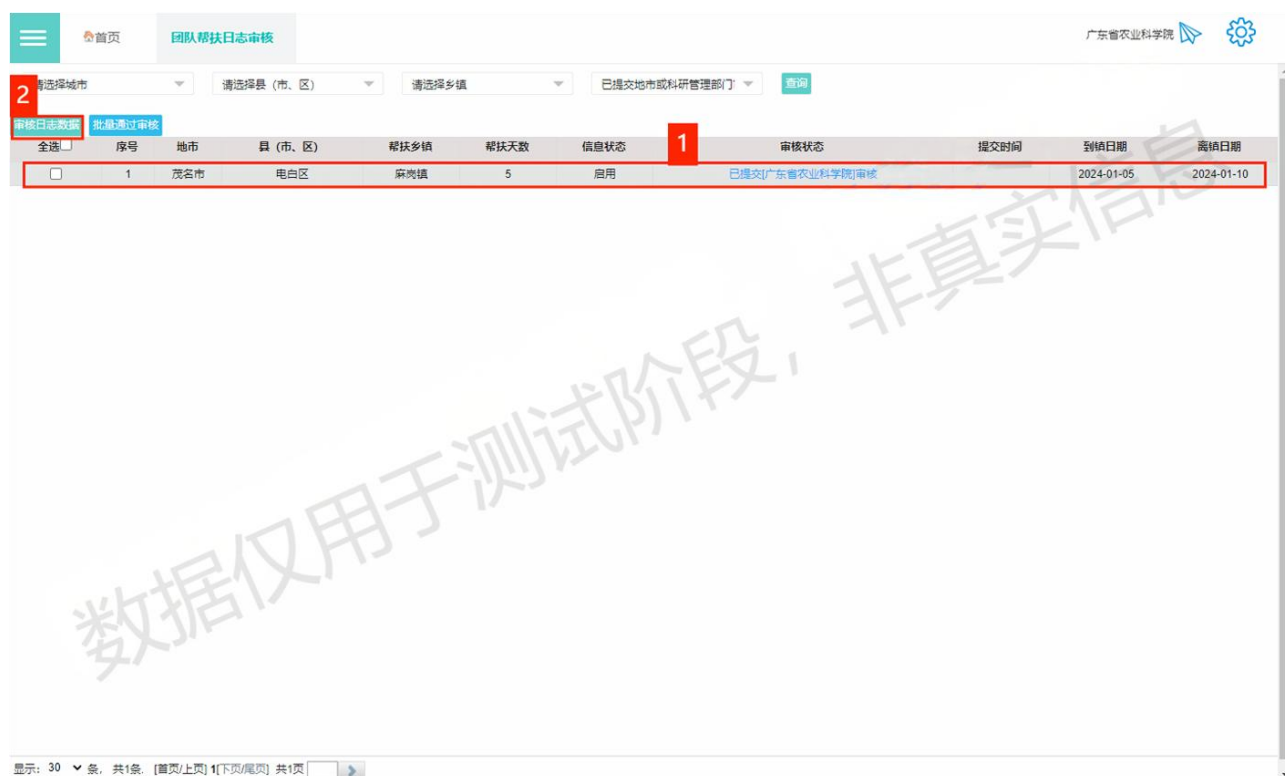 首页
团队帮扶日志审核
广东省农业科学院
请选择城市
请选择县（市、区）
请选择乡镇
已提交地市或科研管理部门
查询
2
审核日志数据
批量通过审核
1
全选 序号 地市 县（市、区） 帮扶乡镇 帮扶天数 信息状态 审核状态 提交时间 到镇日期 离镇日期
1 茂名市 电白区 麻岗镇 5 启用 已提交[广东省农业科学院]审核 2024-01-05 2024-01-10
数据仅用于测试阶段，非真实信息
显示: 30 条, 共1条. [首页/上页] 1[下页/尾页] 共1页